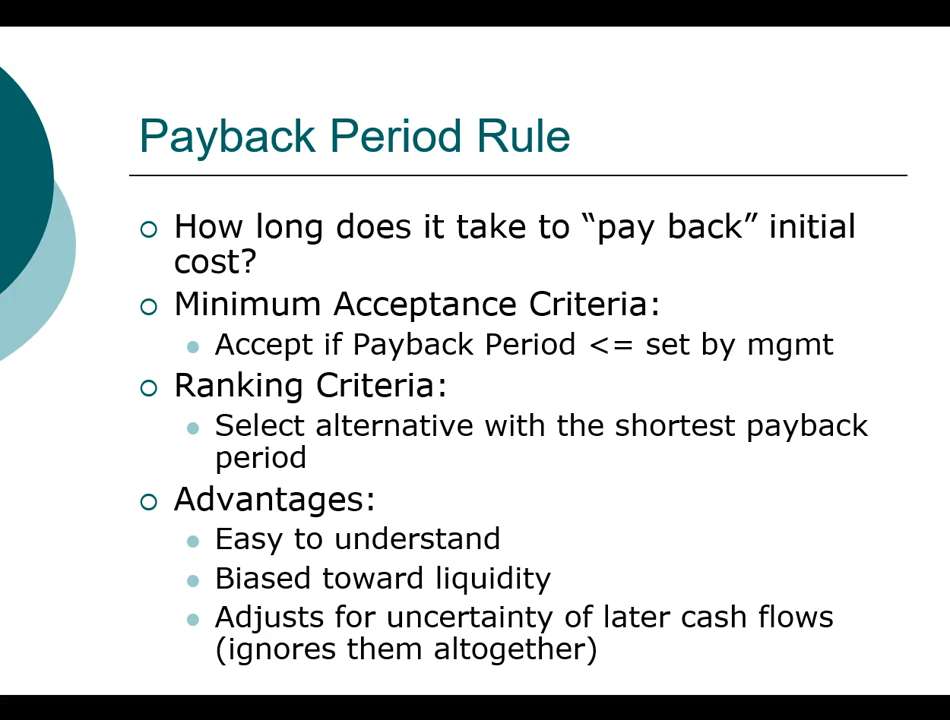 Payback Period Rule
How long does it take to “pay back” initial
cost?
Minimum Acceptance Criteria:
Accept if Payback Period <= set by mgmt
Ranking Criteria:
Select alternative with the shortest payback
period
Advantages:
Easy to understand
Biased toward liquidity
Adjusts for uncertainty of later cash flows
(ignores them altogether)